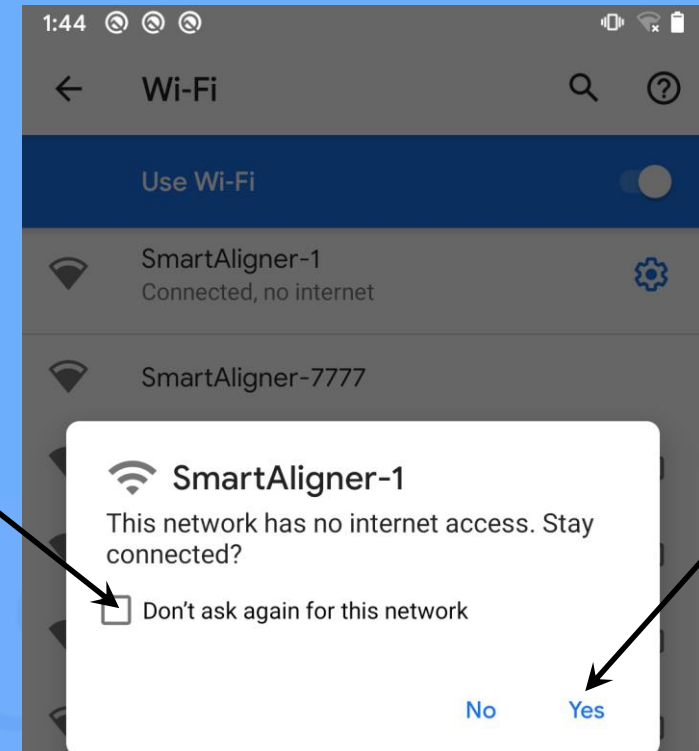 1:44
Wi-Fi
Use Wi-Fi
SmartAligner-1
Connected, no internet
SmartAligner-7777
SmartAligner-1
This network has no internet access. Stay
connected?
Don't ask again for this network
No Yes